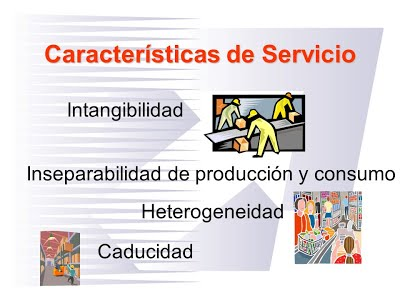 Características de Servicio
Intangibilidad
Inseparabilidad de producción y consumo
Heterogeneidad
Caducidad